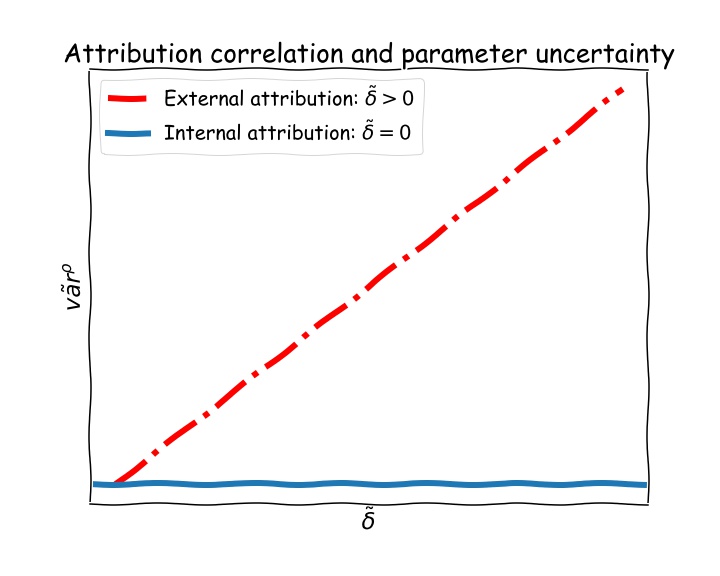 Attribution correlation and parameter uncertainty
External attribution: δ̃ > 0
Internal attribution: δ̃ = 0
vãr^ρ
δ̃